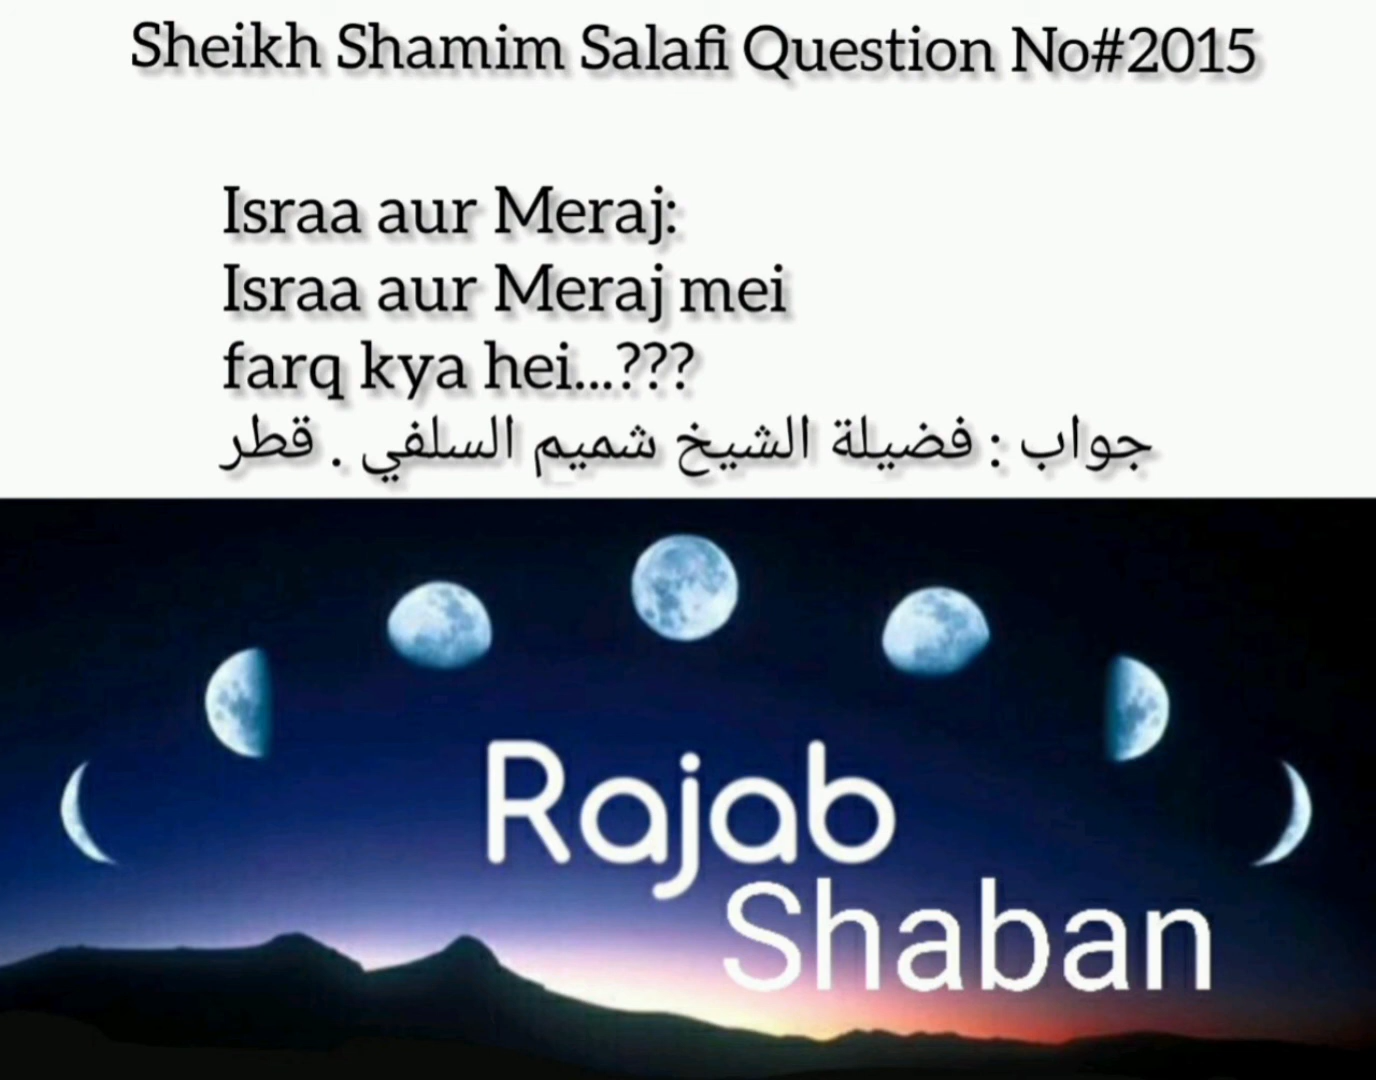 Sheikh Shamim Salafi Question No#2015
Israa aur Meraj:
Israa aur Meraj mei
farq kya hei...???
جواب : فضيلة الشيخ شميم السلفي . قطر
Rajab
Shaban